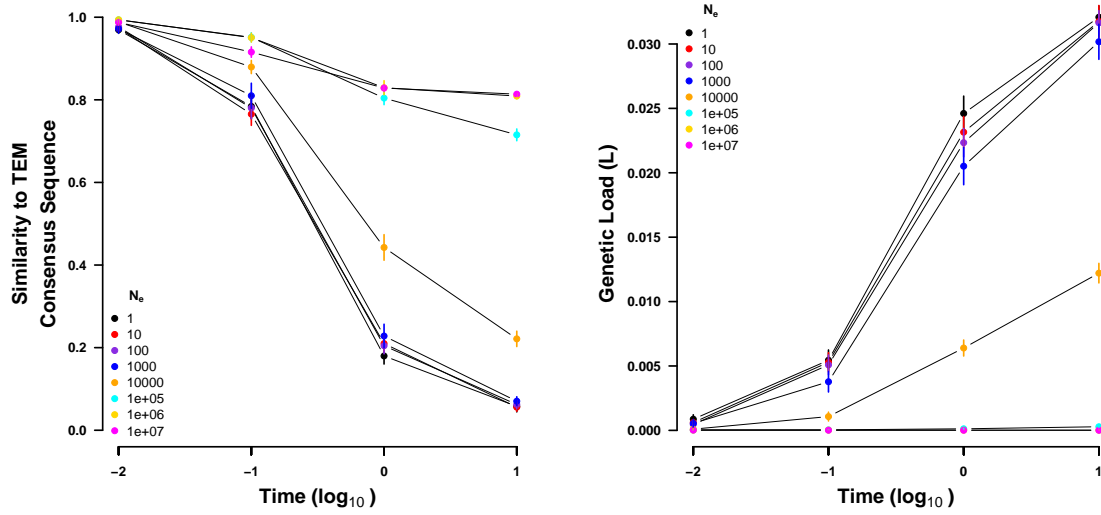 Similarity to TEM
Consensus Sequence
1.0
0.8
0.6
0.4
0.2
0.0
Nₑ
1
10
100
1000
10000
1e+05
1e+06
1e+07
−2
−1
0
1
Time (log₁₀ )
Genetic Load (L)
0.030
0.025
0.020
0.015
0.010
0.005
0.000
Nₑ
1
10
100
1000
10000
1e+05
1e+06
1e+07
−2
−1
0
1
Time (log₁₀ )